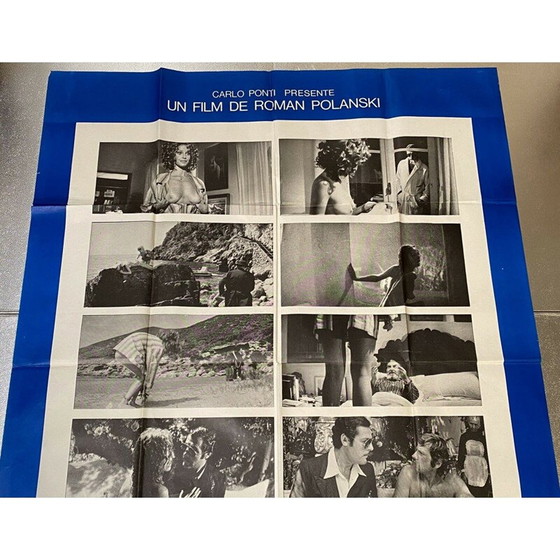 CARLO PONTI PRESENTE
UN FILM DE ROMAN POLANSKI